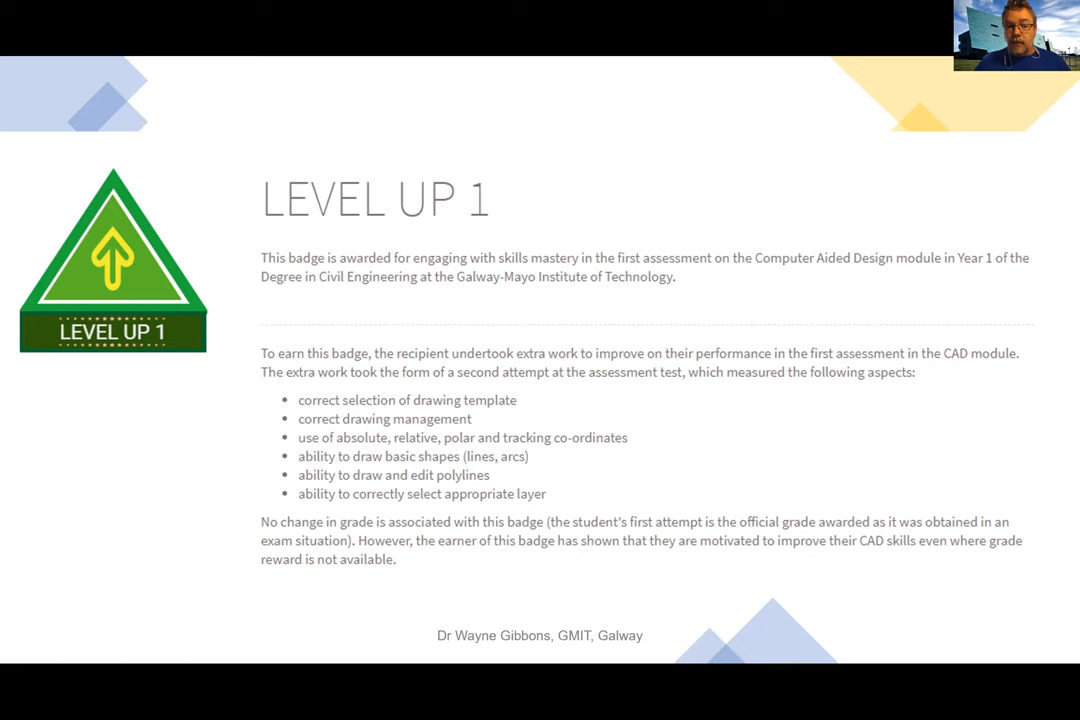 LEVEL UP 1
This badge is awarded for engaging with skills mastery in the first assessment on the Computer Aided Design module in Year 1 of the
Degree in Civil Engineering at the Galway-Mayo Institute of Technology.
LEVEL UP 1
To earn this badge, the recipient undertook extra work to improve on their performance in the first assessment in the CAD module.
The extra work took the form of a second attempt at the assessment test, which measured the following aspects:
• correct selection of drawing template
• correct drawing management
• use of absolute, relative, polar and tracking co-ordinates
• ability to draw basic shapes (lines, arcs)
• ability to draw and edit polylines
• ability to correctly select appropriate layer
No change in grade is associated with this badge (the student's first attempt is the official grade awarded as it was obtained in an
exam situation). However, the earner of this badge has shown that they are motivated to improve their CAD skills even where grade
reward is not available.
Dr Wayne Gibbons, GMIT, Galway